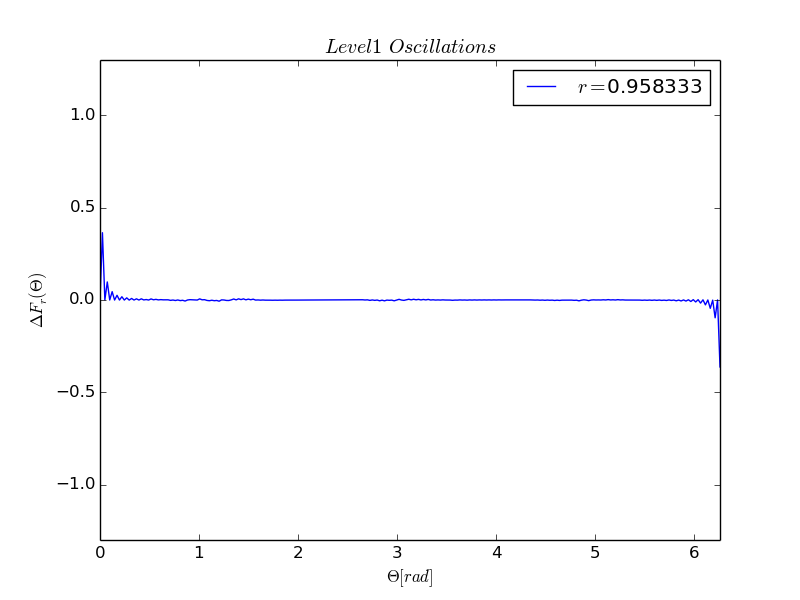 Level1 Oscillations
r=0.958333
1.0
0.5
0.0
−0.5
−1.0
ΔF_r(Θ)
0 1 2 3 4 5 6
Θ[rad]